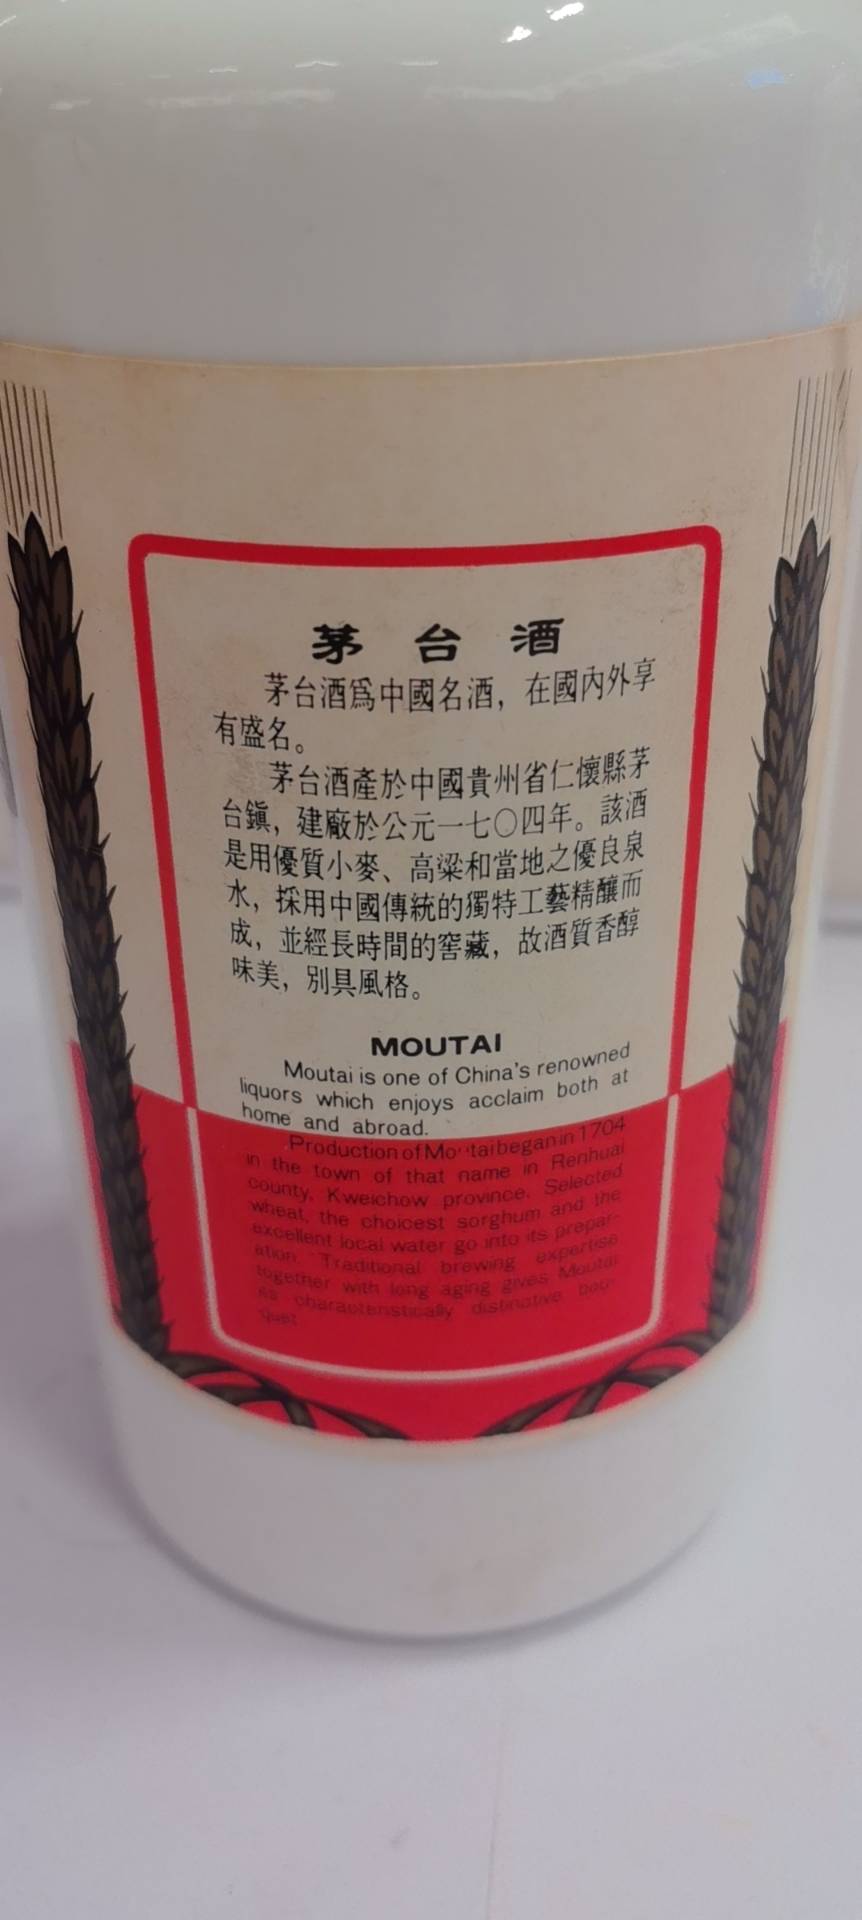 茅台酒
茅台酒爲中國名酒，在國內外享
有盛名。
茅台酒產於中國貴州省仁懷縣茅
台鎭，建廠於公元一七〇四年。該酒
是用優質小麥、高粱和當地之優良泉
水，採用中國傳統的獨特工藝精釀而
成，並經長時間的窖藏，故酒質香醇
味美，別具風格。
MOUTAI
Moutai is one of China's renowned
liquors which enjoys acclaim both at
home and abroad.
Production of Moutai began in 1704
in the town of that name in Renhuai
county, Kweichow province. Selected
wheat, the choicest sorghum and the
excellent local water go into its prepar-
ation. Traditional brewing expertise
together with long aging gives Moutai
its characteristically distinctive bou-
quet